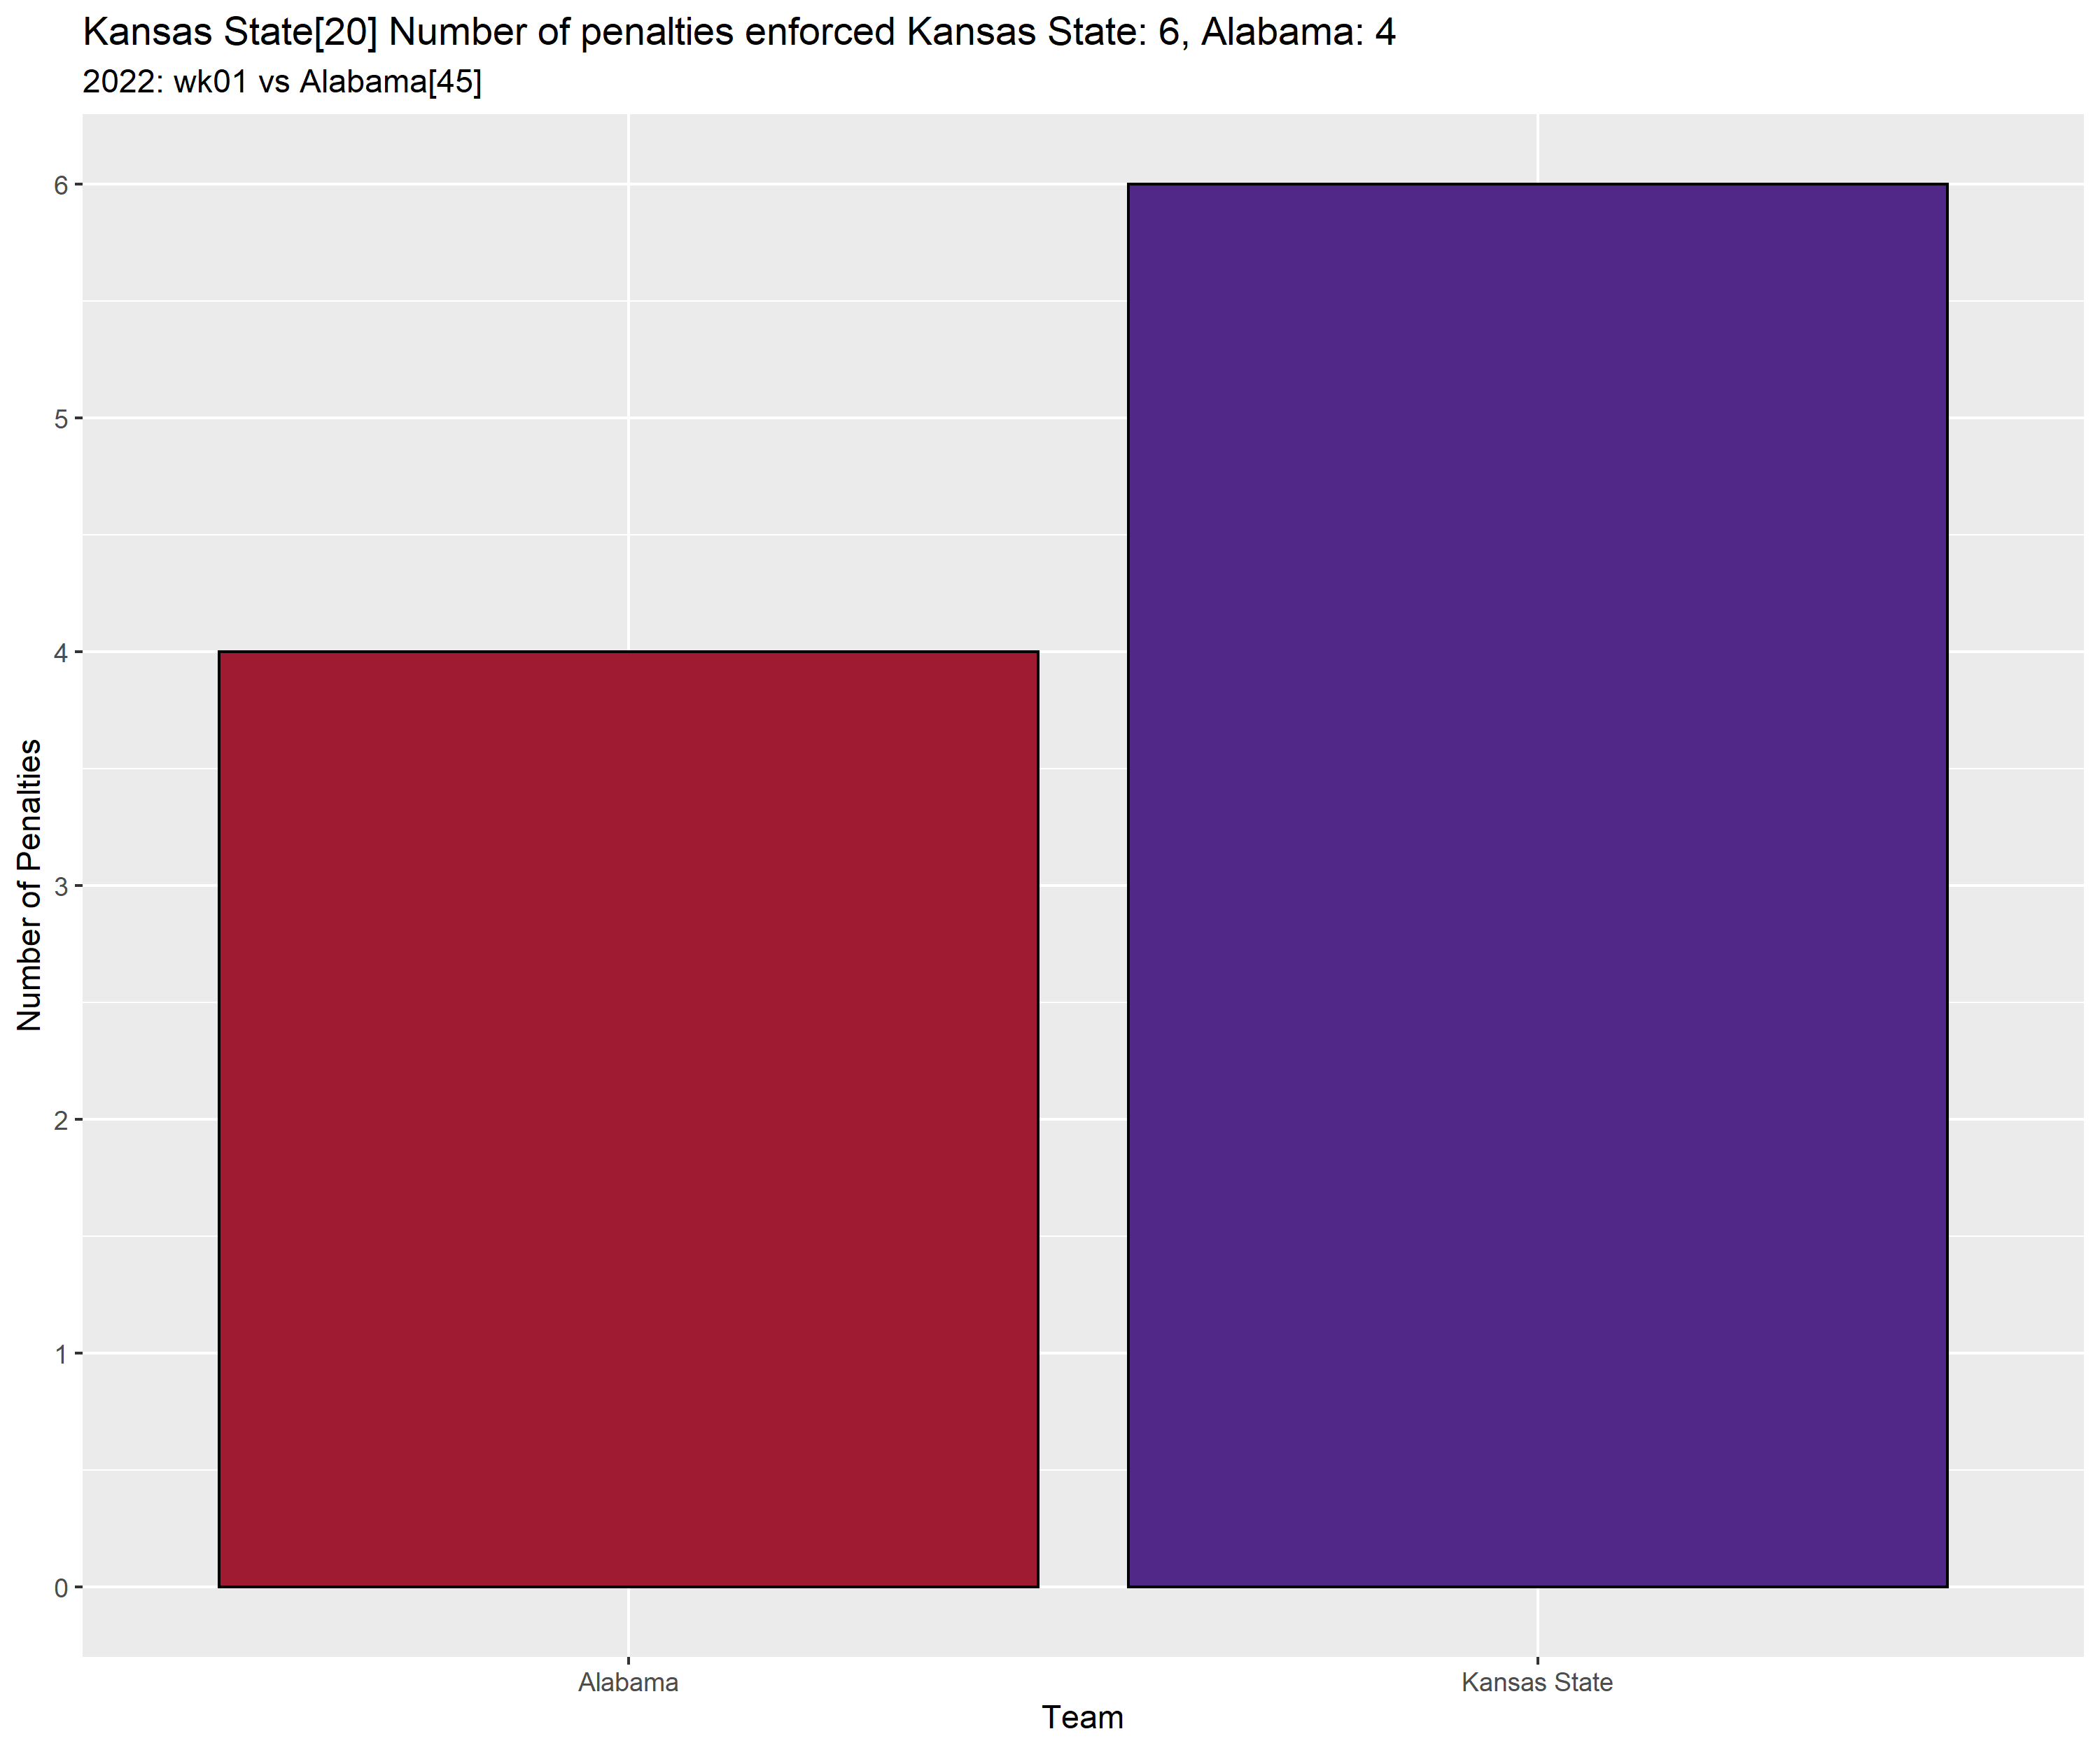 Kansas State[20] Number of penalties enforced Kansas State: 6, Alabama: 4
2022: wk01 vs Alabama[45]
6
5
4
3
2
1
0
Number of Penalties
Alabama
Kansas State
Team